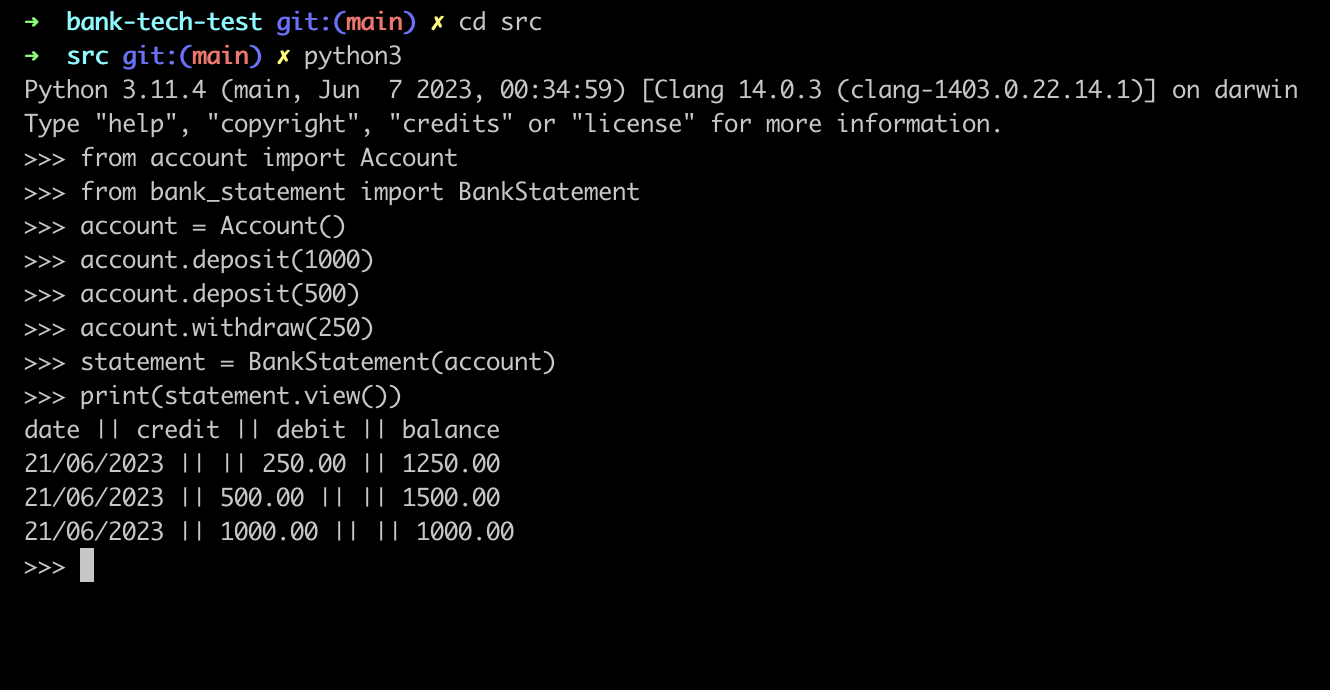 ➜  bank-tech-test git:(main) ✗ cd src
➜  src git:(main) ✗ python3
Python 3.11.4 (main, Jun  7 2023, 00:34:59) [Clang 14.0.3 (clang-1403.0.22.14.1)] on darwin
Type "help", "copyright", "credits" or "license" for more information.
>>> from account import Account
>>> from bank_statement import BankStatement
>>> account = Account()
>>> account.deposit(1000)
>>> account.deposit(500)
>>> account.withdraw(250)
>>> statement = BankStatement(account)
>>> print(statement.view())
date || credit || debit || balance
21/06/2023 || || 250.00 || 1250.00
21/06/2023 || 500.00 || || 1500.00
21/06/2023 || 1000.00 || || 1000.00
>>>